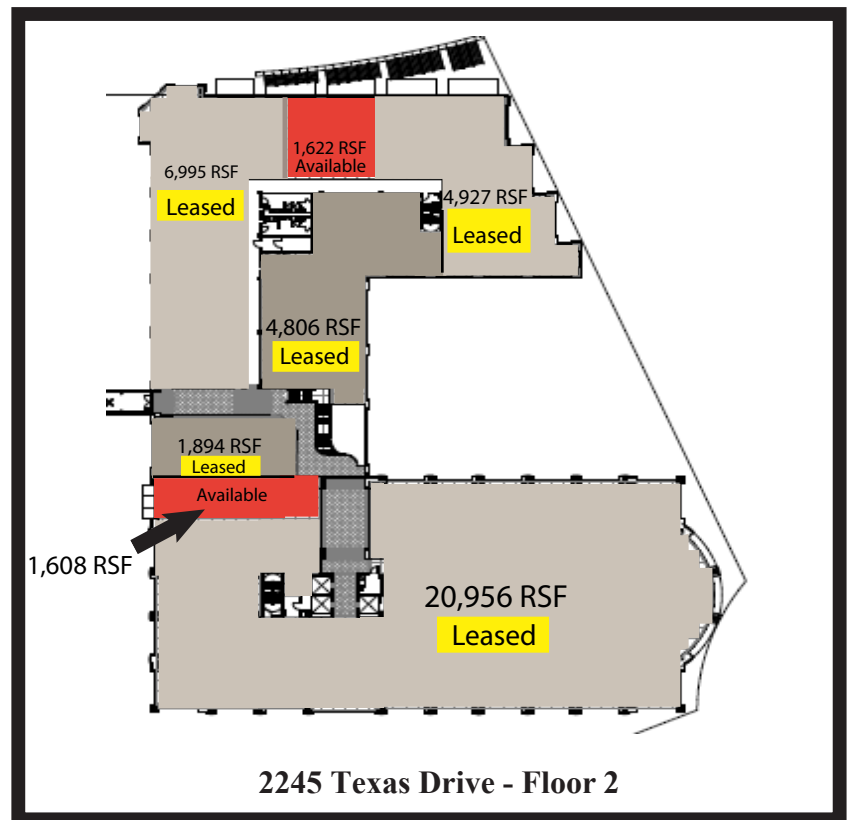 1,622 RSF
Available
6,995 RSF
Leased
4,927 RSF
Leased
4,806 RSF
Leased
1,894 RSF
Leased
Available
1,608 RSF
20,956 RSF
Leased
2245 Texas Drive - Floor 2